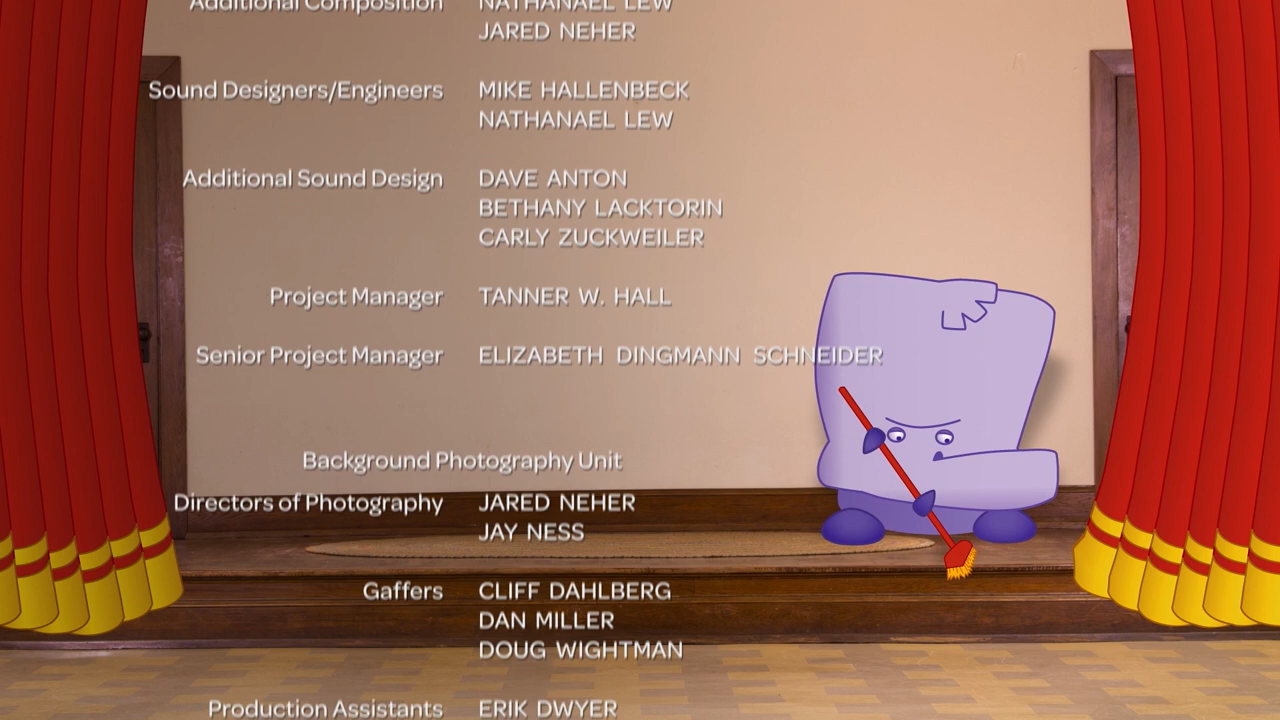 Additional Composition NATHANAEL LEW
JARED NEHER
Sound Designers/Engineers MIKE HALLENBECK
NATHANAEL LEW
Additional Sound Design DAVE ANTON
BETHANY LACKTORIN
CARLY ZUCKWEILER
Project Manager TANNER W. HALL
Senior Project Manager ELIZABETH DINGMANN SCHNEIDER
Background Photography Unit
Directors of Photography JARED NEHER
JAY NESS
Gaffers CLIFF DAHLBERG
DAN MILLER
DOUG WIGHTMAN
Production Assistants ERIK DWYER